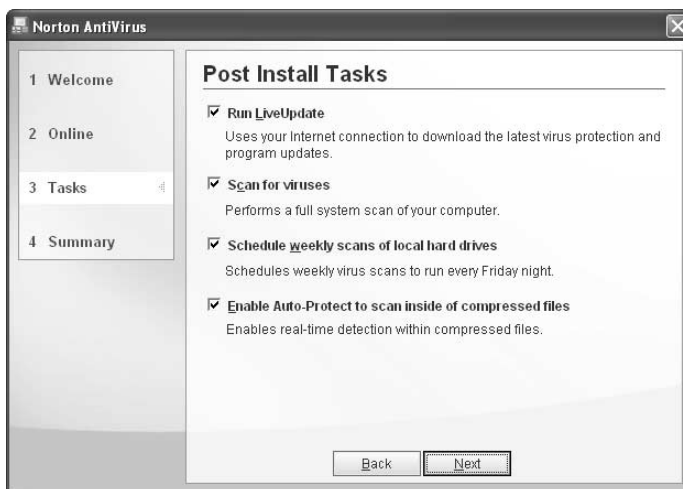 Norton AntiVirus
1 Welcome
2 Online
3 Tasks
4 Summary
Post Install Tasks
Run LiveUpdate
Uses your Internet connection to download the latest virus protection and
program updates.
Scan for viruses
Performs a full system scan of your computer.
Schedule weekly scans of local hard drives
Schedules weekly virus scans to run every Friday night.
Enable Auto-Protect to scan inside of compressed files
Enables real-time detection within compressed files.
Back
Next